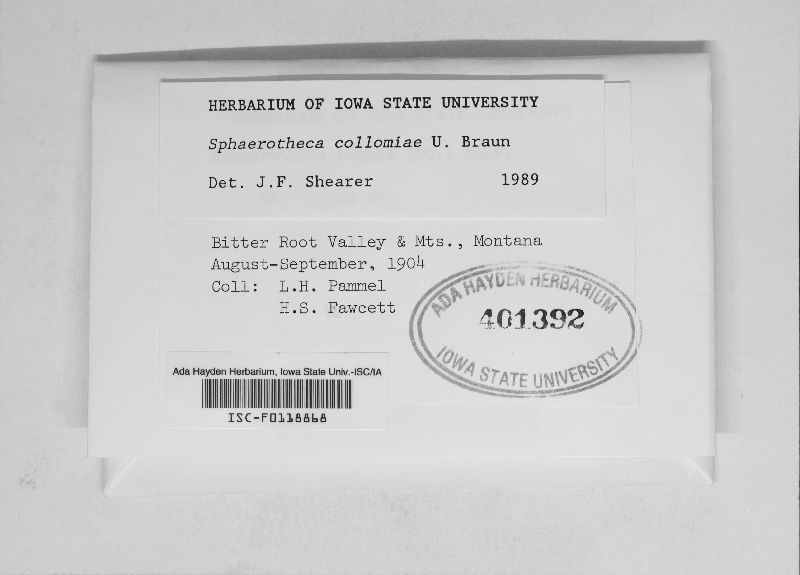 HERBARIUM OF IOWA STATE UNIVERSITY
Sphaerotheca collomiae U. Braun
Det. J.F. Shearer 1989
Bitter Root Valley & Mts., Montana
August-September, 1904
Coll: L.H. Pammel
H.S. Fawcett
ADA HAYDEN HERBARIUM
401392
IOWA STATE UNIVERSITY
Ada Hayden Herbarium, Iowa State Univ.-ISC/IA
ISC-F0118868